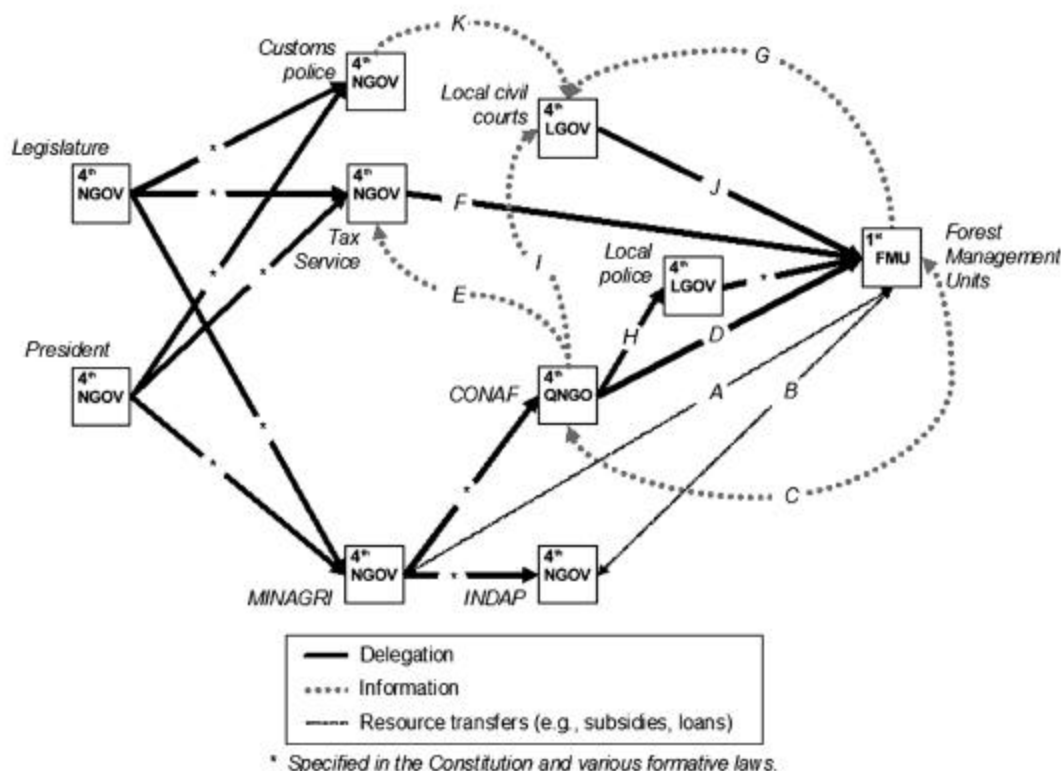 K
Customs
police
4th
NGOV
G
Local civil
courts
4th
LGOV
Legislature
4th
NGOV
*
*
4th
NGOV
Tax
Service
F
J
I
E
Local
police
4th
LGOV
*
1st
FMU
Forest
Management
Units
*
*
H
D
President
4th
NGOV
CONAF
4th
QNGO
A
B
*
*
*
C
4th
NGOV
MINAGRI
*
4th
NGOV
INDAP
Delegation
Information
Resource transfers (e.g., subsidies, loans)
* Specified in the Constitution and various formative laws.